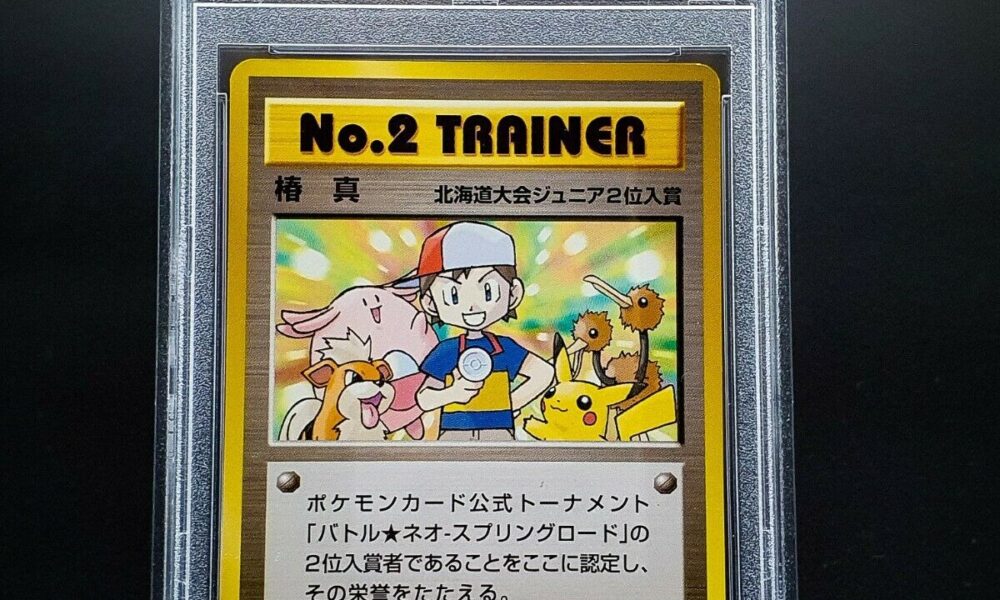 No.2 TRAINER
椿 真
北海道大会ジュニア2位入賞
ポケモンカード公式トーナメント
「バトル★ネオ-スプリングロード」の
2位入賞者であることをここに認定し、
その栄誉をたたえる。